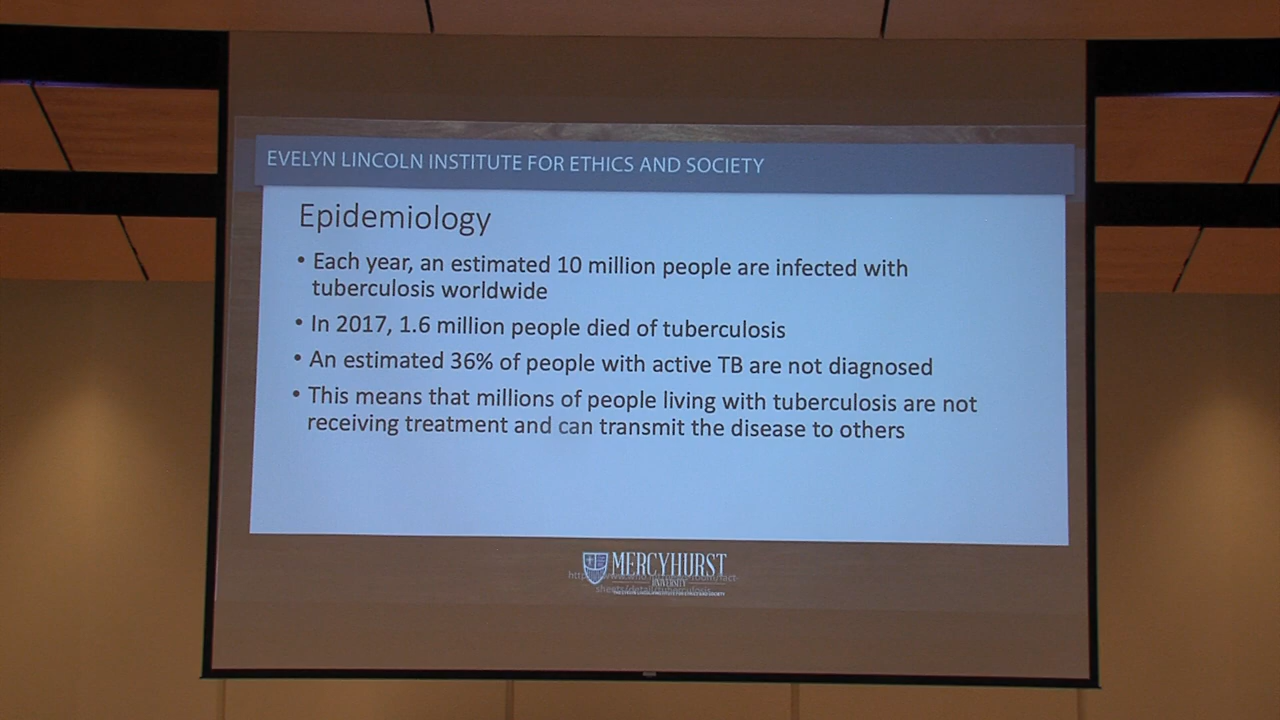 EVELYN LINCOLN INSTITUTE FOR ETHICS AND SOCIETY
Epidemiology
• Each year, an estimated 10 million people are infected with
tuberculosis worldwide
• In 2017, 1.6 million people died of tuberculosis
• An estimated 36% of people with active TB are not diagnosed
• This means that millions of people living with tuberculosis are not
receiving treatment and can transmit the disease to others
MERCYHURST
UNIVERSITY